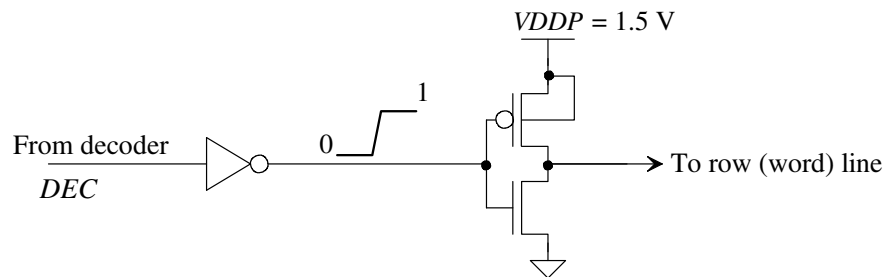 VDDP = 1.5 V
1
From decoder
0
To row (word) line
DEC